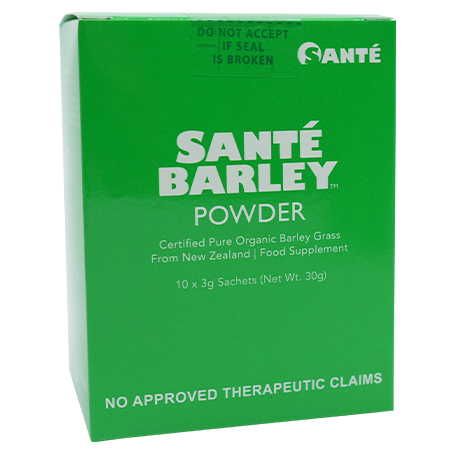 DO NOT ACCEPT
IF SEAL
IS BROKEN
SANTÉ
SANTÉ
BARLEY™
POWDER
Certified Pure Organic Barley Grass
From New Zealand | Food Supplement
10 x 3g Sachets (Net Wt. 30g)
NO APPROVED THERAPEUTIC CLAIMS